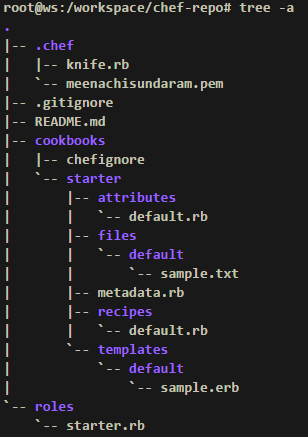 root@ws:/workspace/chef-repo# tree -a
.
|-- .chef
|   |-- knife.rb
|   `-- meenachisundaram.pem
|-- .gitignore
|-- README.md
|-- cookbooks
|   |-- chefignore
|   `-- starter
|       |-- attributes
|       |   `-- default.rb
|       |-- files
|       |   `-- default
|       |       `-- sample.txt
|       |-- metadata.rb
|       |-- recipes
|       |   `-- default.rb
|       `-- templates
|           `-- default
|               `-- sample.erb
`-- roles
    `-- starter.rb